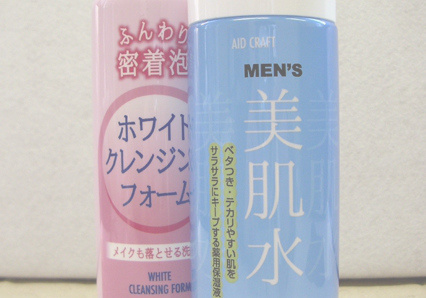 ふんわり
密着泡
ホワイト
クレンジング
フォーム
メイクも落とせる洗
WHITE
CLEANSING FORM
AID CRAFT
MEN'S
美肌水
ベタつき・テカリやすい肌を
サラサラにキープする薬用保湿液